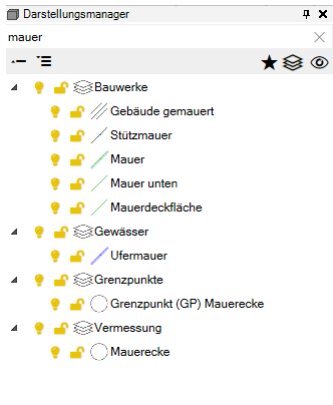 Darstellungsmanager
mauer
Bauwerke
Gebäude gemauert
Stützmauer
Mauer
Mauer unten
Mauerdeckfläche
Gewässer
Ufermauer
Grenzpunkte
Grenzpunkt (GP) Mauerecke
Vermessung
Mauerecke